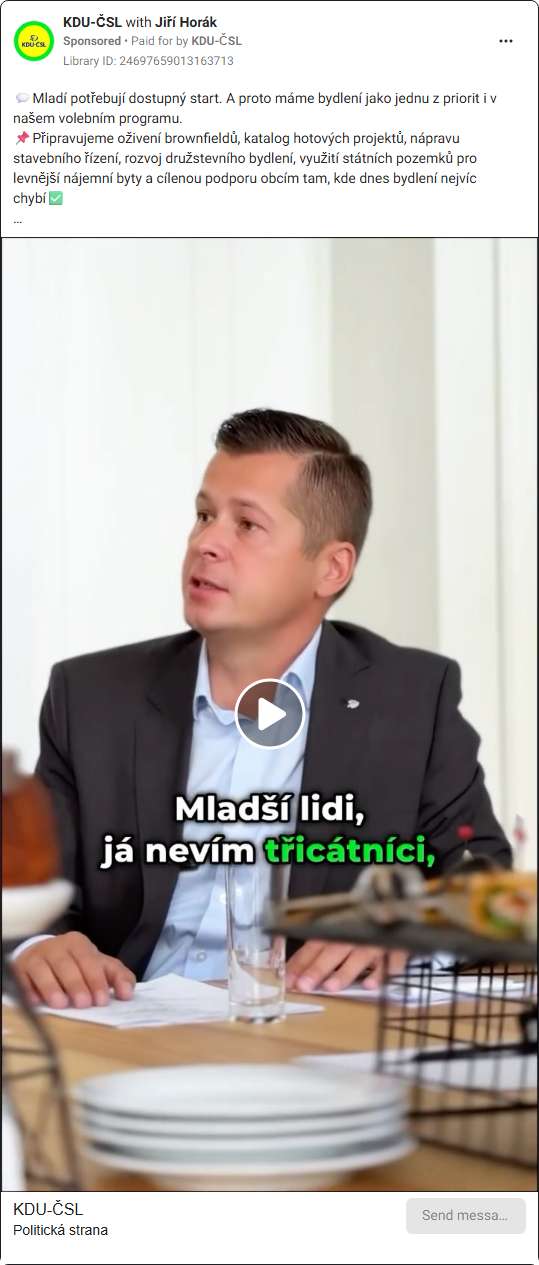 KDU-ČSL with Jiří Horák
Sponsored • Paid for by KDU-ČSL
Library ID: 24697659013163713
KDU-ČSL
💬Mladí potřebují dostupný start. A proto máme bydlení jako jednu z priorit i v
našem volebním programu.
📌Připravujeme oživení brownfieldů, katalog hotových projektů, nápravu
stavebního řízení, rozvoj družstevního bydlení, využití státních pozemků pro
levnější nájemní byty a cílenou podporu obcím tam, kde dnes bydlení nejvíc
chybí✅
...
Mladší lidi,
já nevím třicátníci,
KDU-ČSL
Politická strana
Send messa...